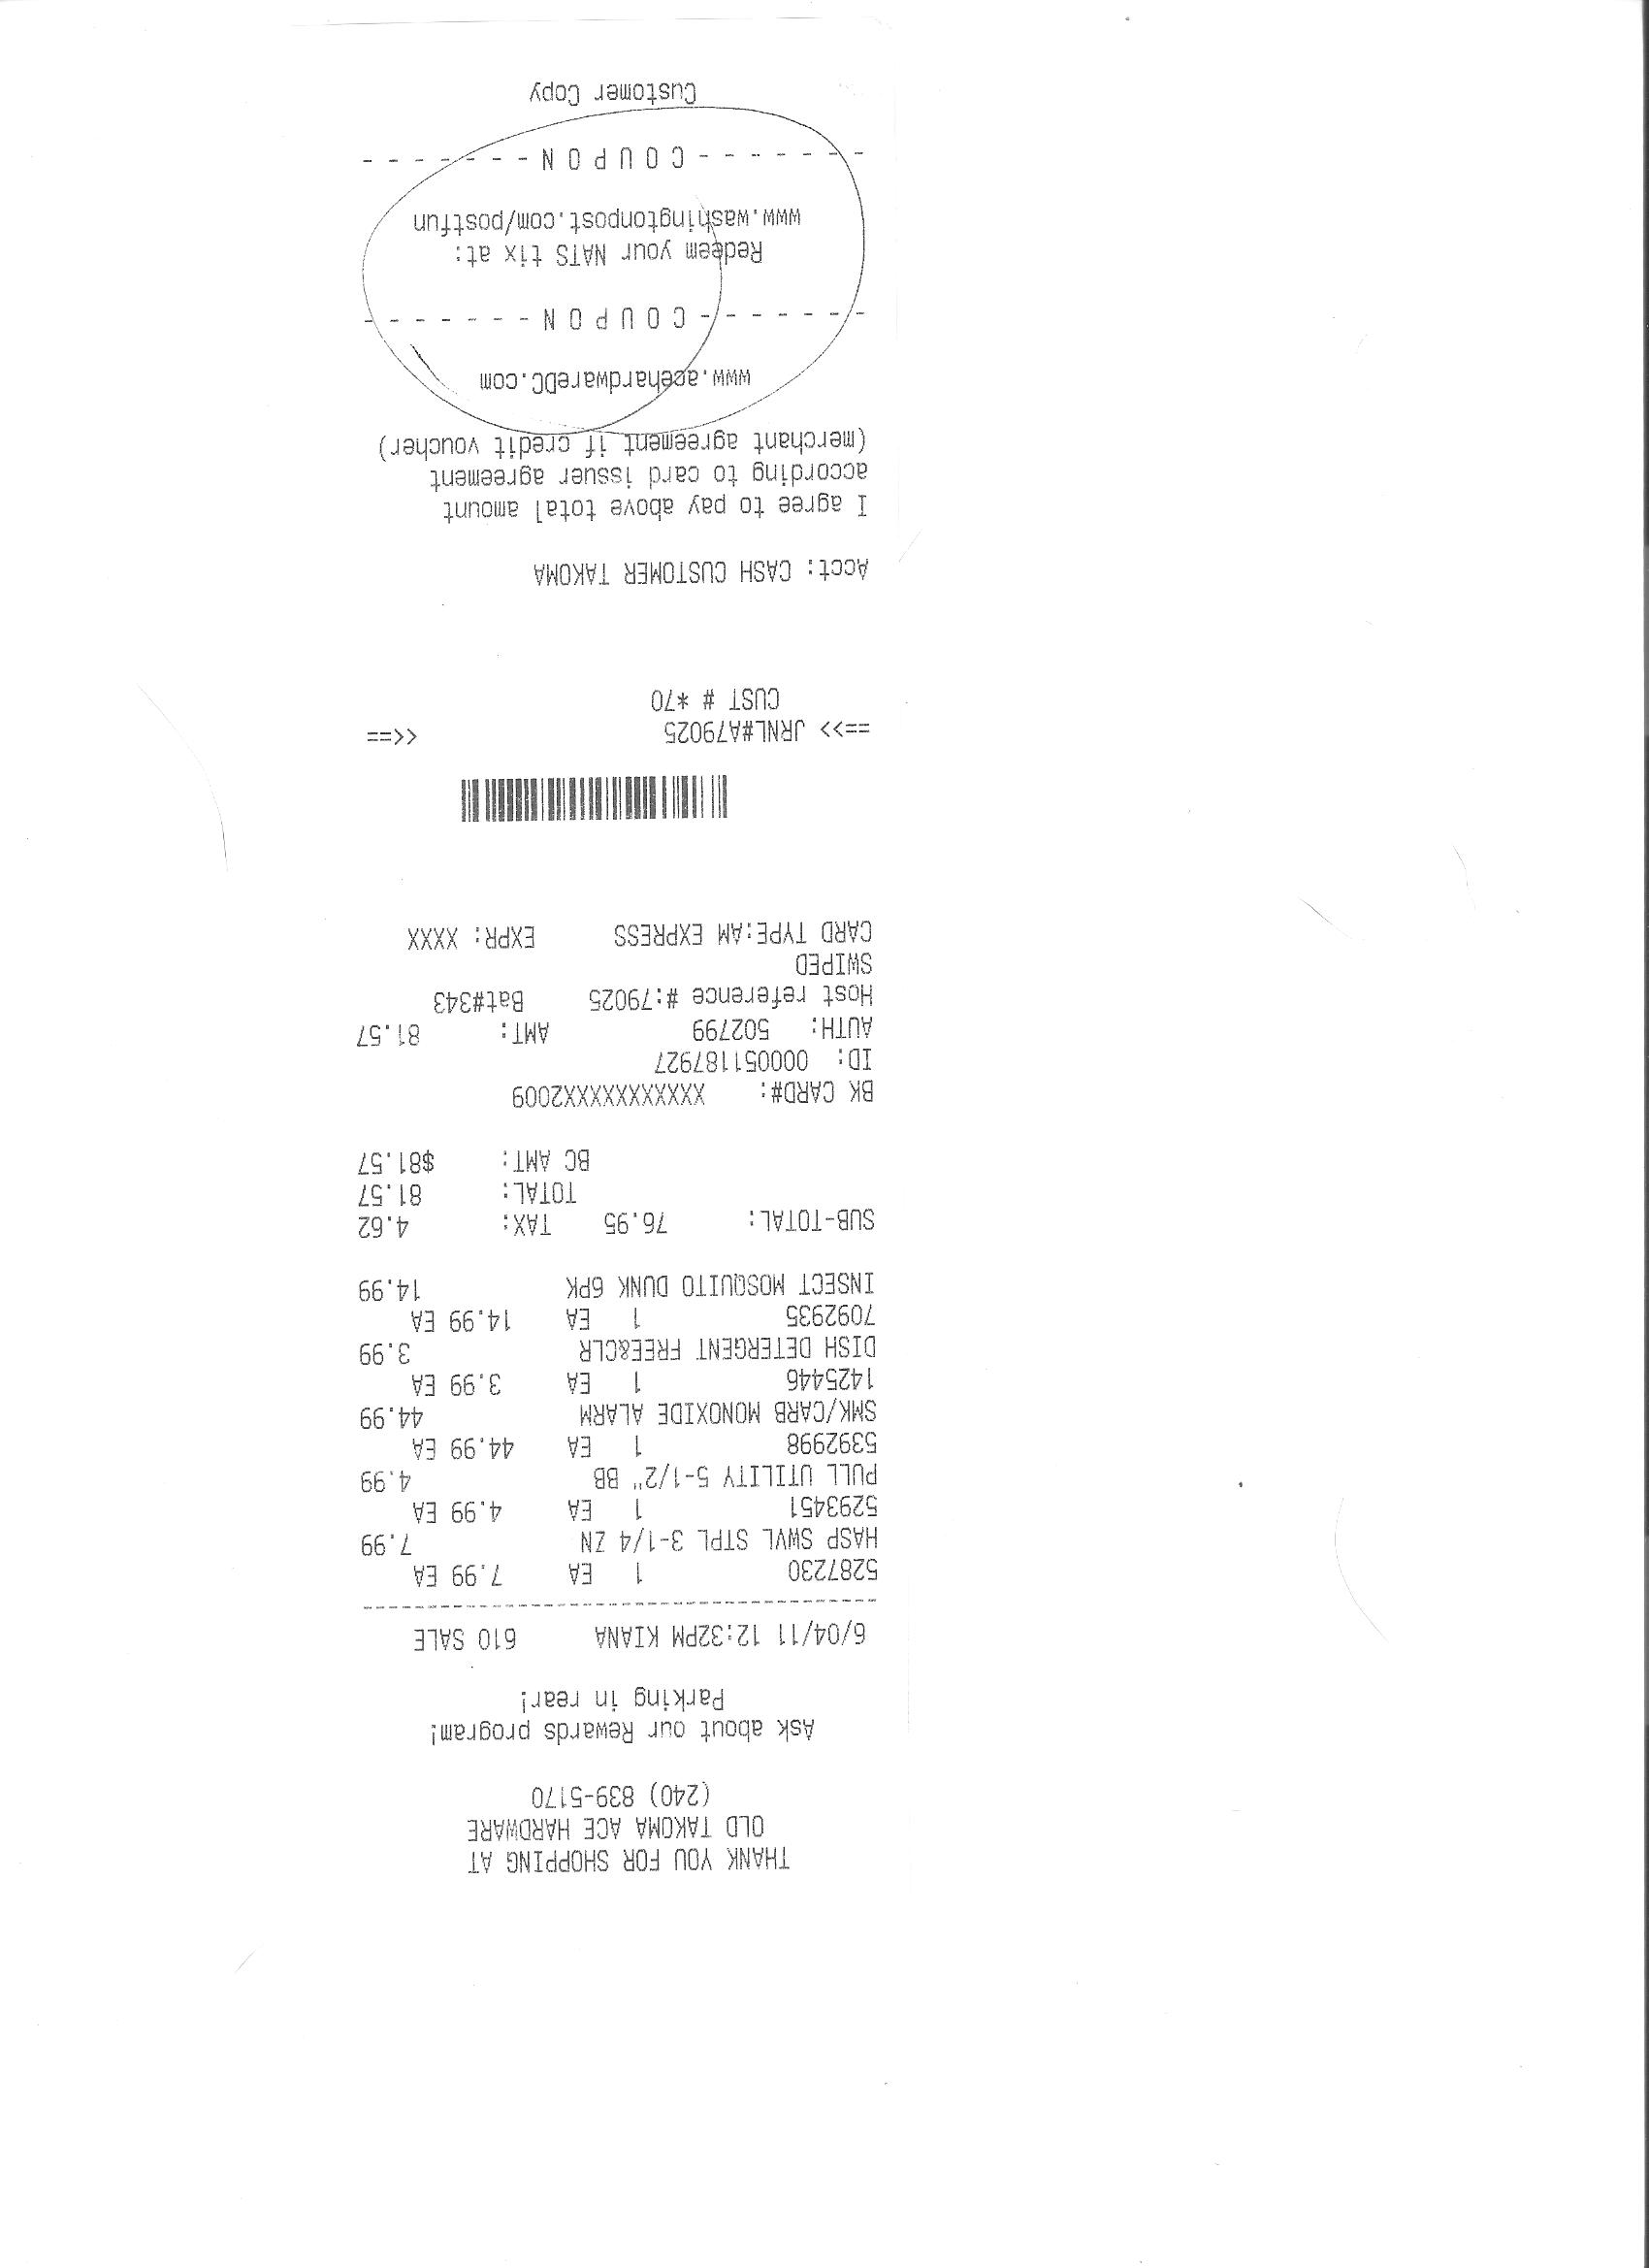 THANK YOU FOR SHOPPING AT
OLD TAKOMA ACE HARDWARE
(240) 839-5170
Ask about our Rewards program!
Parking in rear!
6/04/11 12:32PM KIANA 610 SALE
----------------------------------------
5287230 1 EA 7.99 EA
HASP SWVL STPL 3-1/4 ZN 7.99
5293451 1 EA 4.99 EA
PULL UTILITY 5-1/2" BB 4.99
5392998 1 EA 44.99 EA
SMK/CARB MONOXIDE ALARM 44.99
1425446 1 EA 3.99 EA
DISH DETERGENT FREE&CLR 3.99
7092935 1 EA 14.99 EA
INSECT MOSQUITO DUNK 6PK 14.99
SUB-TOTAL: 76.95 TAX: 4.62
TOTAL: 81.57
BC AMT: $81.57
BK CARD#: XXXXXXXXXXX2009
ID: 000051187927
AUTH: 502799 AMT: 81.57
Host reference #:79025 Bat#343
SWIPED
CARD TYPE:AM EXPRESS EXPR: XXXX
==>> JRNL#A79025 <<==
CUST # *70
Acct: CASH CUSTOMER TAKOMA
I agree to pay above total amount
according to card issuer agreement
(merchant agreement if credit voucher)
www.acehardwareDC.com
- - - - - - - C O U P O N - - - - - - -
Redeem your NATS tix at:
www.washingtonpost.com/postfun
- - - - - - - C O U P O N - - - - - - -
Customer Copy